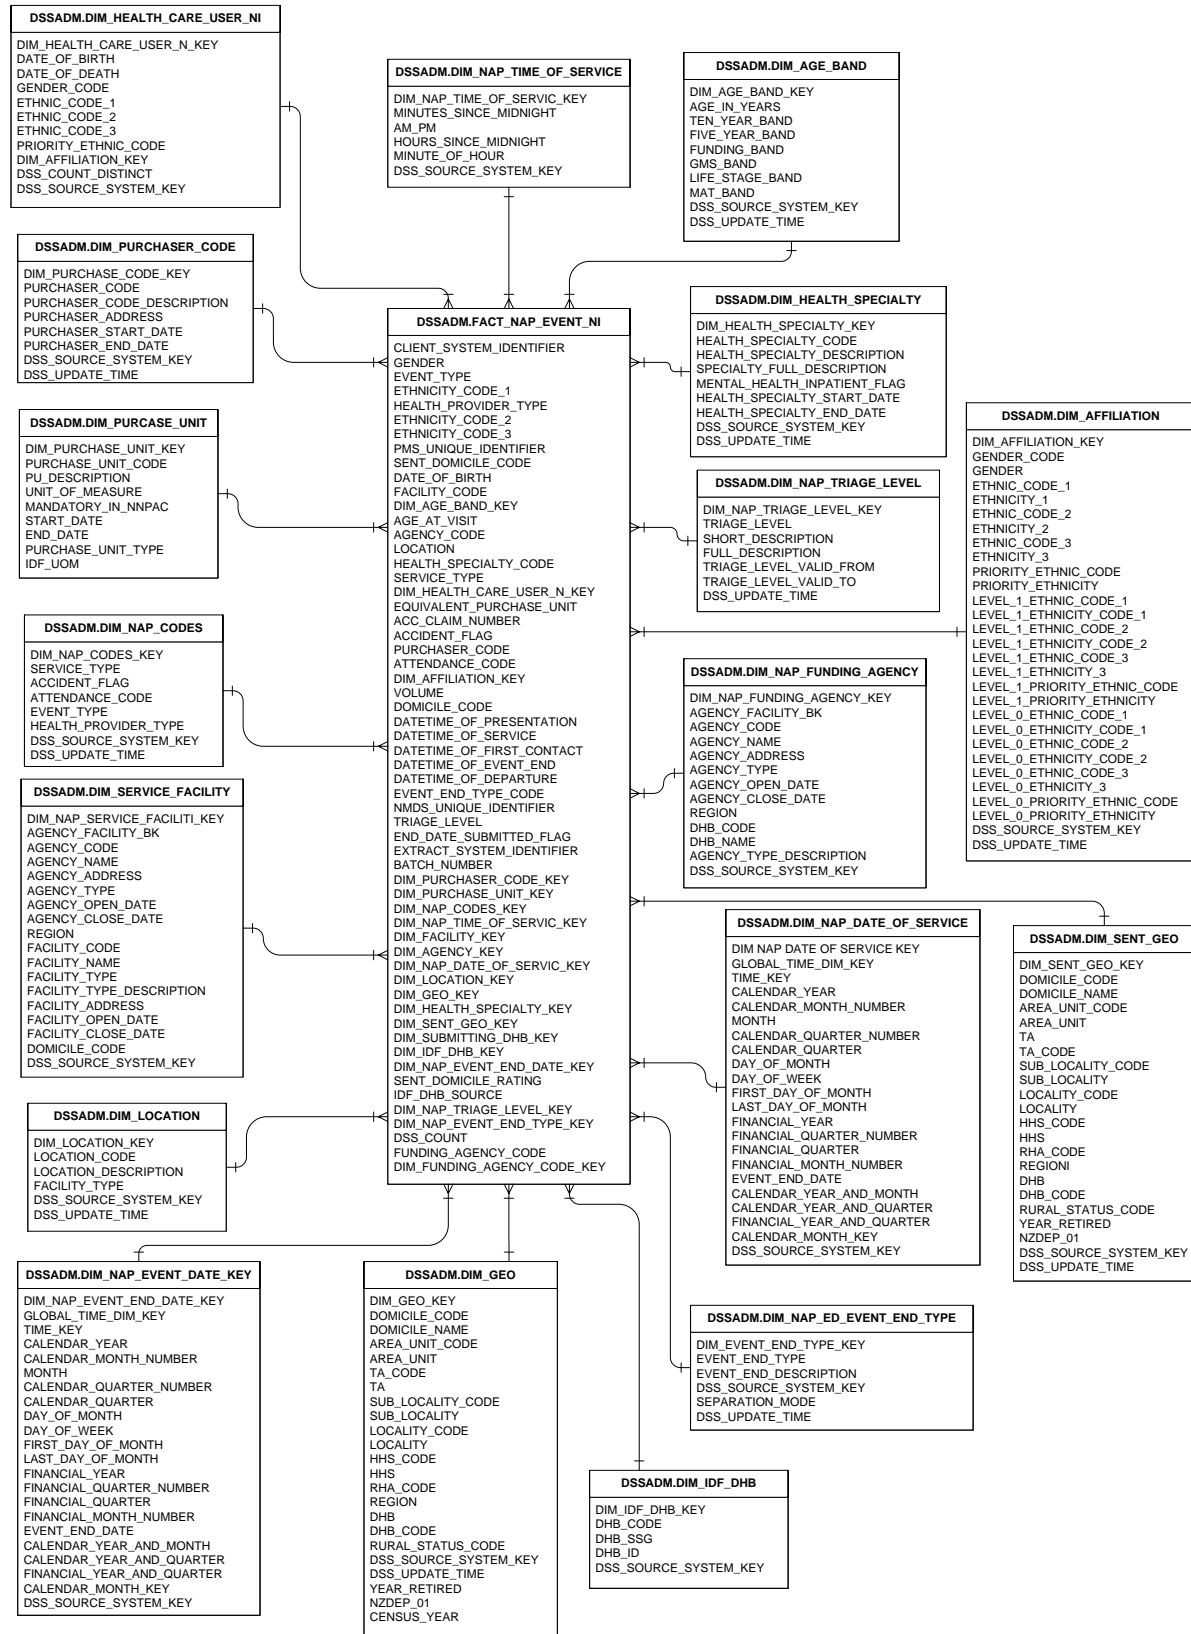 DSSADM.DIM_HEALTH_CARE_USER_NI
DIM_HEALTH_CARE_USER_N_KEY
DATE_OF_BIRTH
DATE_OF_DEATH
GENDER_CODE
ETHNIC_CODE_1
ETHNIC_CODE_2
ETHNIC_CODE_3
PRIORITY_ETHNIC_CODE
DIM_AFFILIATION_KEY
DSS_COUNT_DISTINCT
DSS_SOURCE_SYSTEM_KEY
DSSADM.DIM_NAP_TIME_OF_SERVICE
DIM_NAP_TIME_OF_SERVIC_KEY
MINUTES_SINCE_MIDNIGHT
AM_PM
HOURS_SINCE_MIDNIGHT
MINUTE_OF_HOUR
DSS_SOURCE_SYSTEM_KEY
DSSADM.DIM_AGE_BAND
DIM_AGE_BAND_KEY
AGE_IN_YEARS
TEN_YEAR_BAND
FIVE_YEAR_BAND
FUNDING_BAND
GMS_BAND
LIFE_STAGE_BAND
MAT_BAND
DSS_SOURCE_SYSTEM_KEY
DSS_UPDATE_TIME
DSSADM.DIM_PURCHASER_CODE
DIM_PURCHASE_CODE_KEY
PURCHASER_CODE
PURCHASER_CODE_DESCRIPTION
PURCHASER_ADDRESS
PURCHASER_START_DATE
PURCHASER_END_DATE
DSS_SOURCE_SYSTEM_KEY
DSS_UPDATE_TIME
DSSADM.DIM_PURCASE_UNIT
DIM_PURCHASE_UNIT_KEY
PURCHASE_UNIT_CODE
PU_DESCRIPTION
UNIT_OF_MEASURE
MANDATORY_IN_NNPAC
START_DATE
END_DATE
PURCHASE_UNIT_TYPE
IDF_UOM
DSSADM.DIM_NAP_CODES
DIM_NAP_CODES_KEY
SERVICE_TYPE
ACCIDENT_FLAG
ATTENDANCE_CODE
EVENT_TYPE
HEALTH_PROVIDER_TYPE
DSS_SOURCE_SYSTEM_KEY
DSS_UPDATE_TIME
DSSADM.DIM_SERVICE_FACILITY
DIM_NAP_SERVICE_FACILITI_KEY
AGENCY_FACILITY_BK
AGENCY_CODE
AGENCY_NAME
AGENCY_ADDRESS
AGENCY_TYPE
AGENCY_OPEN_DATE
AGENCY_CLOSE_DATE
REGION
FACILITY_CODE
FACILITY_NAME
FACILITY_TYPE
FACILITY_TYPE_DESCRIPTION
FACILITY_ADDRESS
FACILITY_OPEN_DATE
FACILITY_CLOSE_DATE
DOMICILE_CODE
DSS_SOURCE_SYSTEM_KEY
DSSADM.DIM_LOCATION
DIM_LOCATION_KEY
LOCATION_CODE
LOCATION_DESCRIPTION
FACILITY_TYPE
DSS_SOURCE_SYSTEM_KEY
DSS_UPDATE_TIME
DSSADM.FACT_NAP_EVENT_NI
CLIENT_SYSTEM_IDENTIFIER
GENDER
EVENT_TYPE
ETHNICITY_CODE_1
HEALTH_PROVIDER_TYPE
ETHNICITY_CODE_2
ETHNICITY_CODE_3
PMS_UNIQUE_IDENTIFIER
SENT_DOMICILE_CODE
DATE_OF_BIRTH
FACILITY_CODE
DIM_AGE_BAND_KEY
AGE_AT_VISIT
AGENCY_CODE
LOCATION
HEALTH_SPECIALTY_CODE
SERVICE_TYPE
DIM_HEALTH_CARE_USER_N_KEY
EQUIVALENT_PURCHASE_UNIT
ACC_CLAIM_NUMBER
ACCIDENT_FLAG
PURCHASER_CODE
ATTENDANCE_CODE
DIM_AFFILIATION_KEY
VOLUME
DOMICILE_CODE
DATETIME_OF_PRESENTATION
DATETIME_OF_SERVICE
DATETIME_OF_FIRST_CONTACT
DATETIME_OF_EVENT_END
DATETIME_OF_DEPARTURE
EVENT_END_TYPE_CODE
NMDS_UNIQUE_IDENTIFIER
TRIAGE_LEVEL
END_DATE_SUBMITTED_FLAG
EXTRACT_SYSTEM_IDENTIFIER
BATCH_NUMBER
DIM_PURCHASER_CODE_KEY
DIM_PURCHASE_UNIT_KEY
DIM_NAP_CODES_KEY
DIM_NAP_TIME_OF_SERVIC_KEY
DIM_FACILITY_KEY
DIM_AGENCY_KEY
DIM_NAP_DATE_OF_SERVIC_KEY
DIM_LOCATION_KEY
DIM_GEO_KEY
DIM_HEALTH_SPECIALTY_KEY
DIM_SENT_GEO_KEY
DIM_SUBMITTING_DHB_KEY
DIM_IDF_DHB_KEY
DIM_NAP_EVENT_END_DATE_KEY
SENT_DOMICILE_RATING
IDF_DHB_SOURCE
DIM_NAP_TRIAGE_LEVEL_KEY
DIM_NAP_EVENT_END_TYPE_KEY
DSS_COUNT
FUNDING_AGENCY_CODE
DIM_FUNDING_AGENCY_CODE_KEY
DSSADM.DIM_HEALTH_SPECIALTY
DIM_HEALTH_SPECIALTY_KEY
HEALTH_SPECIALTY_CODE
HEALTH_SPECIALTY_DESCRIPTION
SPECIALTY_FULL_DESCRIPTION
MENTAL_HEALTH_INPATIENT_FLAG
HEALTH_SPECIALTY_START_DATE
HEALTH_SPECIALTY_END_DATE
DSS_SOURCE_SYSTEM_KEY
DSS_UPDATE_TIME
DSSADM.DIM_NAP_TRIAGE_LEVEL
DIM_NAP_TRIAGE_LEVEL_KEY
TRIAGE_LEVEL
SHORT_DESCRIPTION
FULL_DESCRIPTION
TRIAGE_LEVEL_VALID_FROM
TRAIGE_LEVEL_VALID_TO
DSS_UPDATE_TIME
DSSADM.DIM_NAP_FUNDING_AGENCY
DIM_NAP_FUNDING_AGENCY_KEY
AGENCY_FACILITY_BK
AGENCY_CODE
AGENCY_NAME
AGENCY_ADDRESS
AGENCY_TYPE
AGENCY_OPEN_DATE
AGENCY_CLOSE_DATE
REGION
DHB_CODE
DHB_NAME
AGENCY_TYPE_DESCRIPTION
DSS_SOURCE_SYSTEM_KEY
DSSADM.DIM_AFFILIATION
DIM_AFFILIATION_KEY
GENDER_CODE
GENDER
ETHNIC_CODE_1
ETHNICITY_1
ETHNIC_CODE_2
ETHNICITY_2
ETHNIC_CODE_3
ETHNICITY_3
PRIORITY_ETHNIC_CODE
PRIORITY_ETHNICITY
LEVEL_1_ETHNIC_CODE_1
LEVEL_1_ETHNICITY_CODE_1
LEVEL_1_ETHNIC_CODE_2
LEVEL_1_ETHNICITY_CODE_2
LEVEL_1_ETHNIC_CODE_3
LEVEL_1_ETHNICITY_3
LEVEL_1_PRIORITY_ETHNIC_CODE
LEVEL_1_PRIORITY_ETHNICITY
LEVEL_0_ETHNIC_CODE_1
LEVEL_0_ETHNICITY_CODE_1
LEVEL_0_ETHNIC_CODE_2
LEVEL_0_ETHNICITY_CODE_2
LEVEL_0_ETHNIC_CODE_3
LEVEL_0_ETHNICITY_3
LEVEL_0_PRIORITY_ETHNIC_CODE
LEVEL_0_PRIORITY_ETHNICITY
DSS_SOURCE_SYSTEM_KEY
DSS_UPDATE_TIME
DSSADM.DIM_NAP_DATE_OF_SERVICE
DIM NAP DATE OF SERVICE KEY
GLOBAL_TIME_DIM_KEY
TIME_KEY
CALENDAR_YEAR
CALENDAR_MONTH_NUMBER
MONTH
CALENDAR_QUARTER_NUMBER
CALENDAR_QUARTER
DAY_OF_MONTH
DAY_OF_WEEK
FIRST_DAY_OF_MONTH
LAST_DAY_OF_MONTH
FINANCIAL_YEAR
FINANCIAL_QUARTER_NUMBER
FINANCIAL_QUARTER
FINANCIAL_MONTH_NUMBER
EVENT_END_DATE
CALENDAR_YEAR_AND_MONTH
CALENDAR_YEAR_AND_QUARTER
FINANCIAL_YEAR_AND_QUARTER
CALENDAR_MONTH_KEY
DSS_SOURCE_SYSTEM_KEY
DSSADM.DIM_SENT_GEO
DIM_SENT_GEO_KEY
DOMICILE_CODE
DOMICILE_NAME
AREA_UNIT_CODE
AREA_UNIT
TA
TA_CODE
SUB_LOCALITY_CODE
SUB_LOCALITY
LOCALITY_CODE
LOCALITY
HHS_CODE
HHS
RHA_CODE
REGIONI
DHB
DHB_CODE
RURAL_STATUS_CODE
YEAR_RETIRED
NZDEP_01
DSS_SOURCE_SYSTEM_KEY
DSS_UPDATE_TIME
DSSADM.DIM_NAP_EVENT_DATE_KEY
DIM_NAP_EVENT_END_DATE_KEY
GLOBAL_TIME_DIM_KEY
TIME_KEY
CALENDAR_YEAR
CALENDAR_MONTH_NUMBER
MONTH
CALENDAR_QUARTER_NUMBER
CALENDAR_QUARTER
DAY_OF_MONTH
DAY_OF_WEEK
FIRST_DAY_OF_MONTH
LAST_DAY_OF_MONTH
FINANCIAL_YEAR
FINANCIAL_QUARTER_NUMBER
FINANCIAL_QUARTER
FINANCIAL_MONTH_NUMBER
EVENT_END_DATE
CALENDAR_YEAR_AND_MONTH
CALENDAR_YEAR_AND_QUARTER
FINANCIAL_YEAR_AND_QUARTER
CALENDAR_MONTH_KEY
DSS_SOURCE_SYSTEM_KEY
DSSADM.DIM_GEO
DIM_GEO_KEY
DOMICILE_CODE
DOMICILE_NAME
AREA_UNIT_CODE
AREA_UNIT
TA_CODE
TA
SUB_LOCALITY_CODE
SUB_LOCALITY
LOCALITY_CODE
LOCALITY
HHS_CODE
HHS
RHA_CODE
REGION
DHB
DHB_CODE
RURAL_STATUS_CODE
DSS_SOURCE_SYSTEM_KEY
DSS_UPDATE_TIME
YEAR_RETIRED
NZDEP_01
CENSUS_YEAR
DSSADM.DIM_NAP_ED_EVENT_END_TYPE
DIM_EVENT_END_TYPE_KEY
EVENT_END_TYPE
EVENT_END_DESCRIPTION
DSS_SOURCE_SYSTEM_KEY
SEPARATION_MODE
DSS_UPDATE_TIME
DSSADM.DIM_IDF_DHB
DIM_IDF_DHB_KEY
DHB_CODE
DHB_SSG
DHB_ID
DSS_SOURCE_SYSTEM_KEY